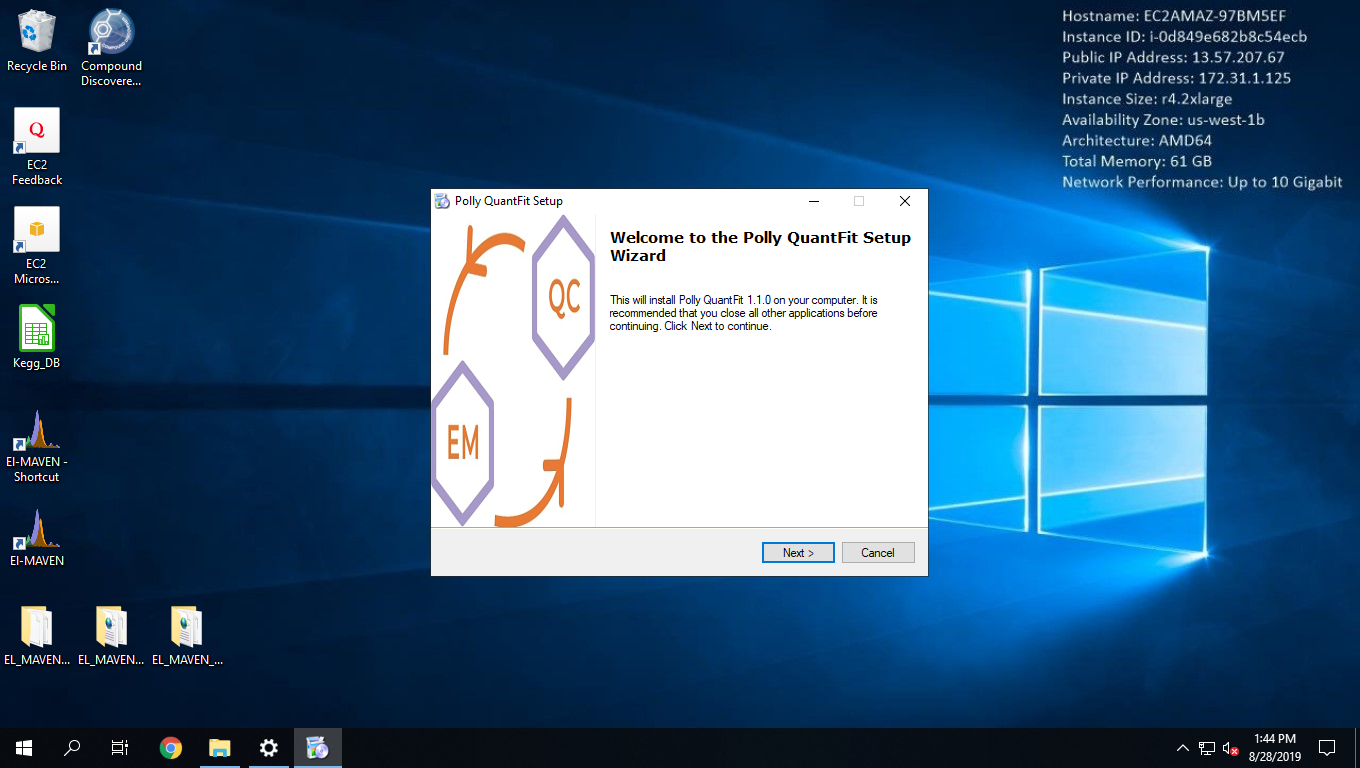 Hostname: EC2AMAZ-97BM5EF
Instance ID: i-0d849e682b8c54ecb
Public IP Address: 13.57.207.67
Private IP Address: 172.31.1.125
Instance Size: r4.2xlarge
Availability Zone: us-west-1b
Architecture: AMD64
Total Memory: 61 GB
Network Performance: Up to 10 Gigabit
Recycle Bin
Compound
Discovere...
Q
EC2
Feedback
EC2
Micros...
Kegg_DB
El-MAVEN -
Shortcut
El-MAVEN
EL_MAVEN...
EL_MAVEN...
EL_MAVEN_...
Polly QuantFit Setup
QC
EM
Welcome to the Polly QuantFit Setup
Wizard
This will install Polly QuantFit 1.1.0 on your computer. It is
recommended that you close all other applications before
continuing. Click Next to continue.
Next >
Cancel
1:44 PM
8/28/2019